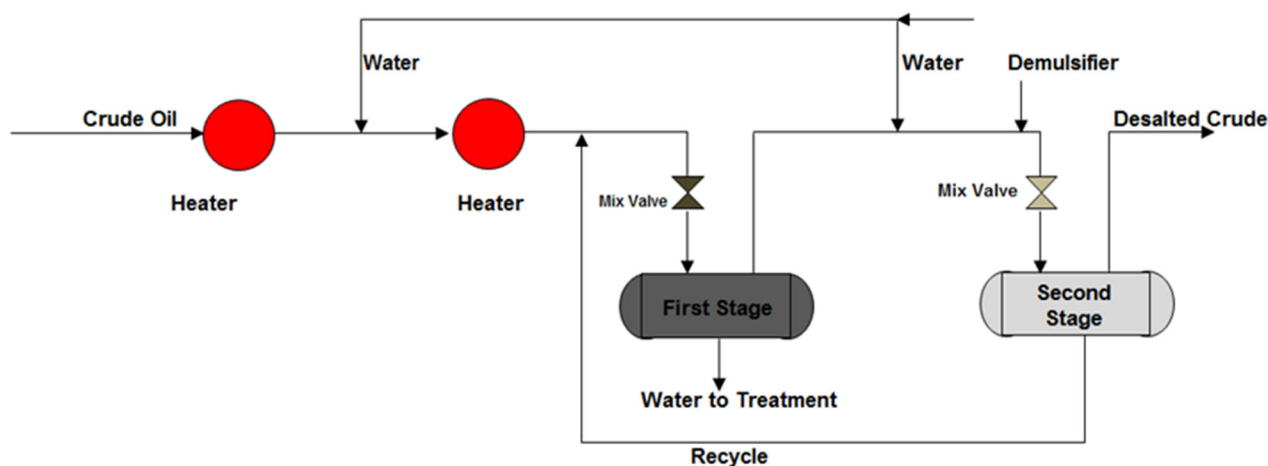 Water
Water
Demulsifier
Crude Oil
Desalted Crude
Heater
Heater
Mix Valve
Mix Valve
First Stage
Second
Stage
Water to Treatment
Recycle